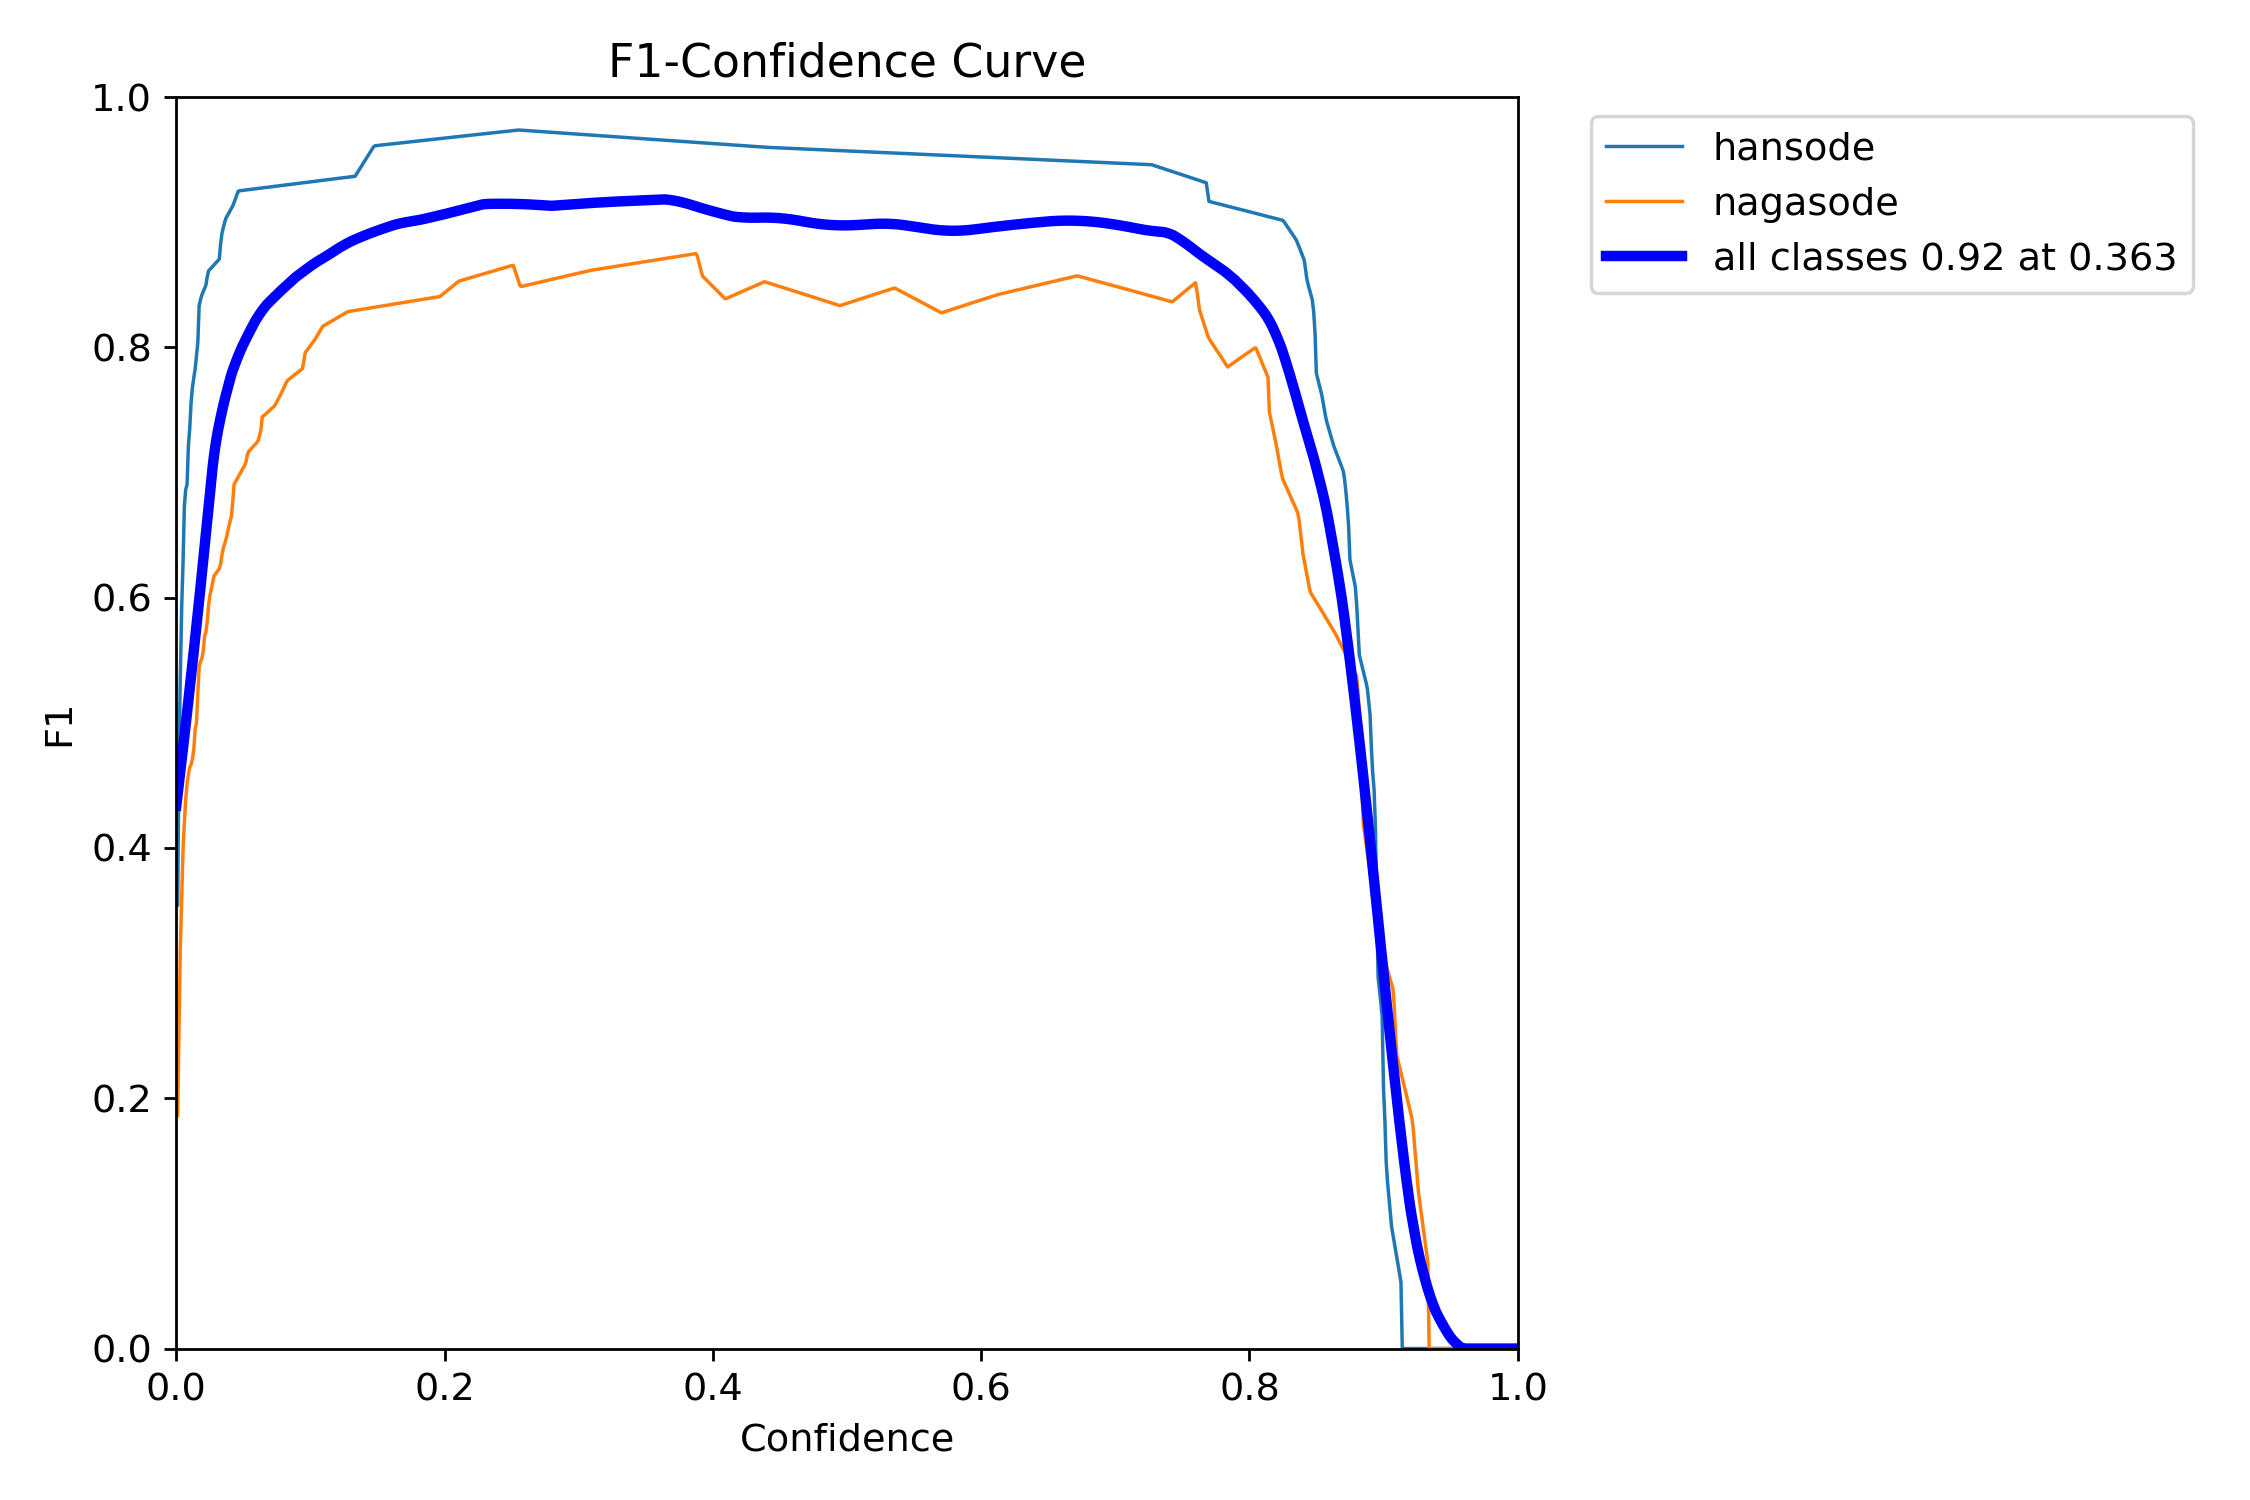 F1-Confidence Curve
1.0
0.8
0.6
0.4
0.2
0.0
F1
0.0 0.2 0.4 0.6 0.8 1.0
Confidence
hansode
nagasode
all classes 0.92 at 0.363